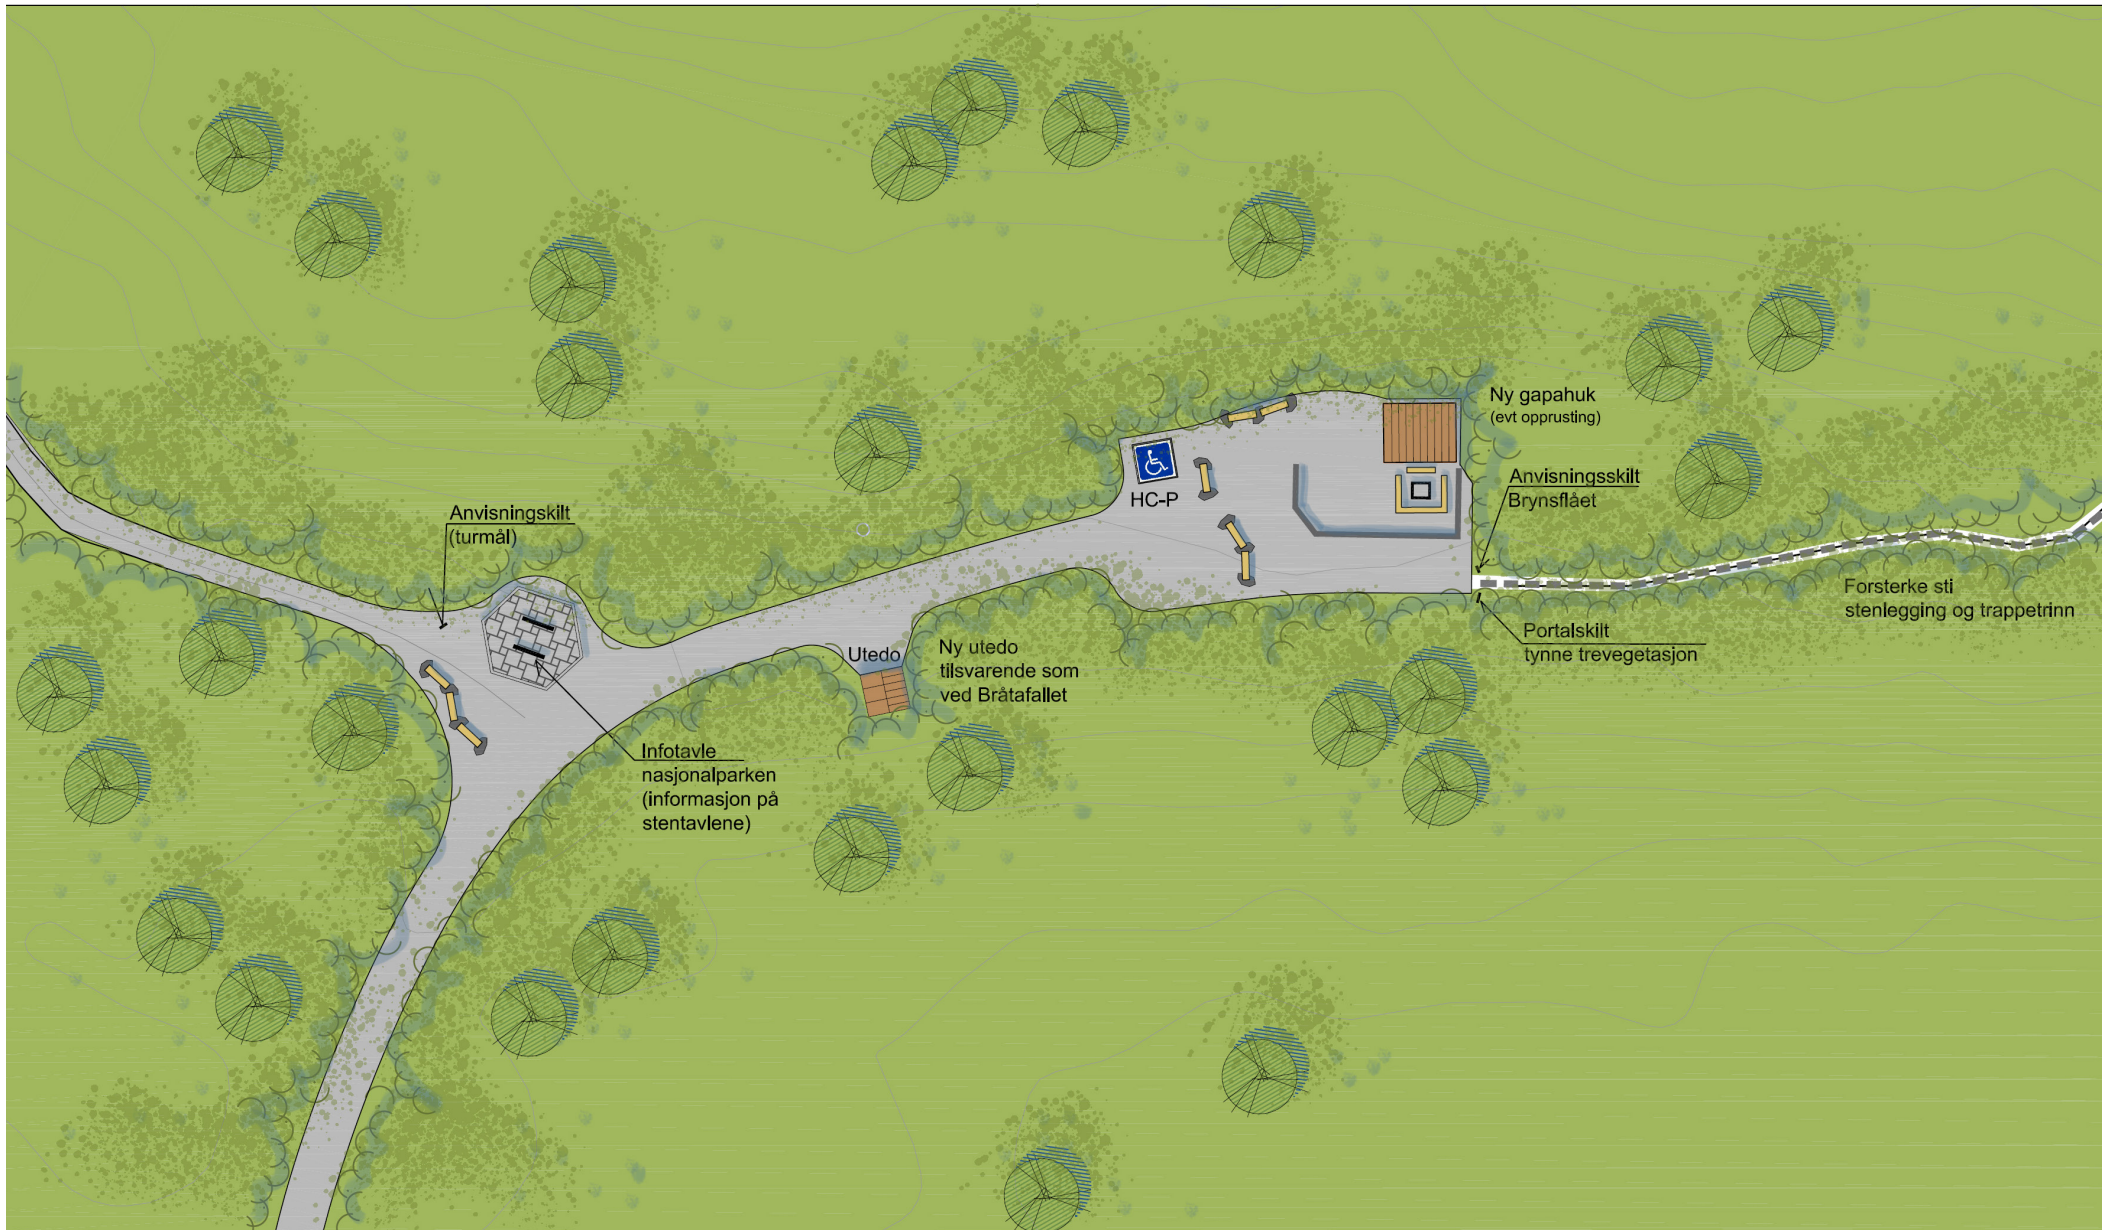 Ny gapahuk
(evt opprusting)
HC-P
Anvisningsskilt
Brynsflået
Anvisningskilt
(turmål)
Forsterke sti
stenlegging og trappetrinn
Portalskilt
tynne trevegetasjon
Utedo
Ny utedo
tilsvarende som
ved Bråtafallet
Infotavle
nasjonalparken
(informasjon på
stentavlene)